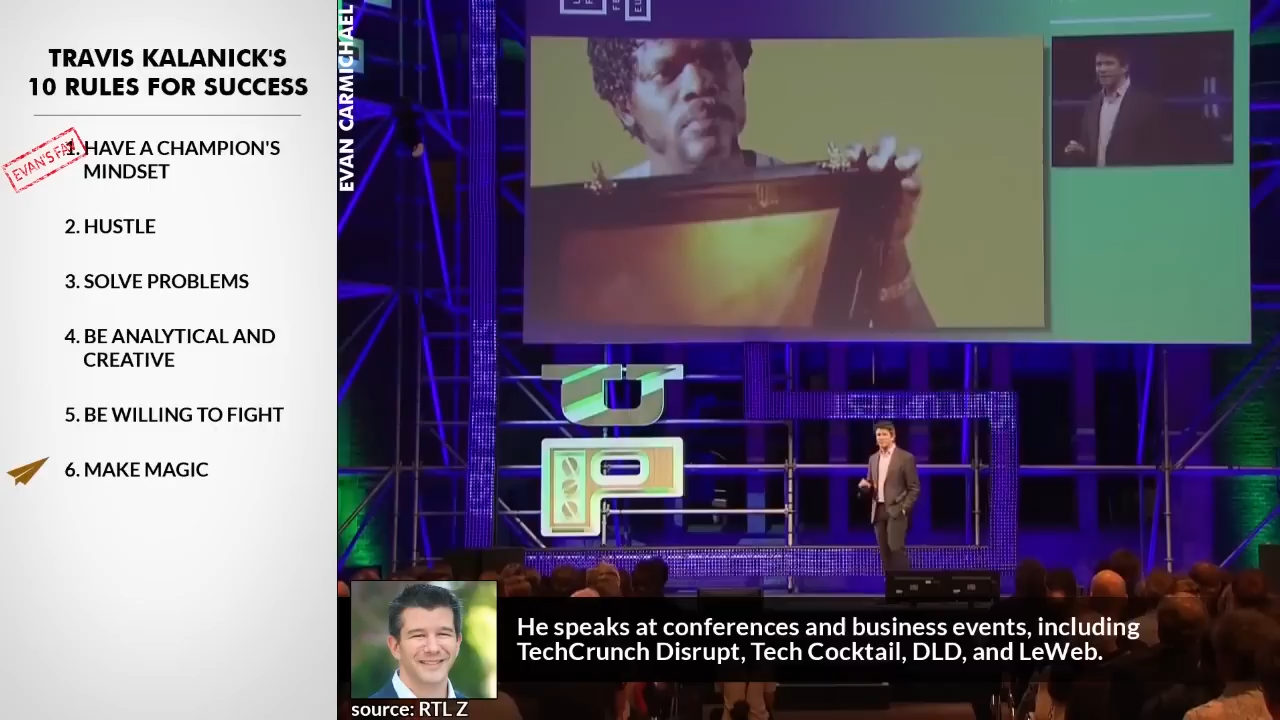 TRAVIS KALANICK'S
10 RULES FOR SUCCESS
EVAN'S
1. HAVE A CHAMPION'S
MINDSET
2. HUSTLE
3. SOLVE PROBLEMS
4. BE ANALYTICAL AND
CREATIVE
5. BE WILLING TO FIGHT
6. MAKE MAGIC
EVAN CARMICHAEL
UP
He speaks at conferences and business events, including
TechCrunch Disrupt, Tech Cocktail, DLD, and LeWeb.
source: RTL Z